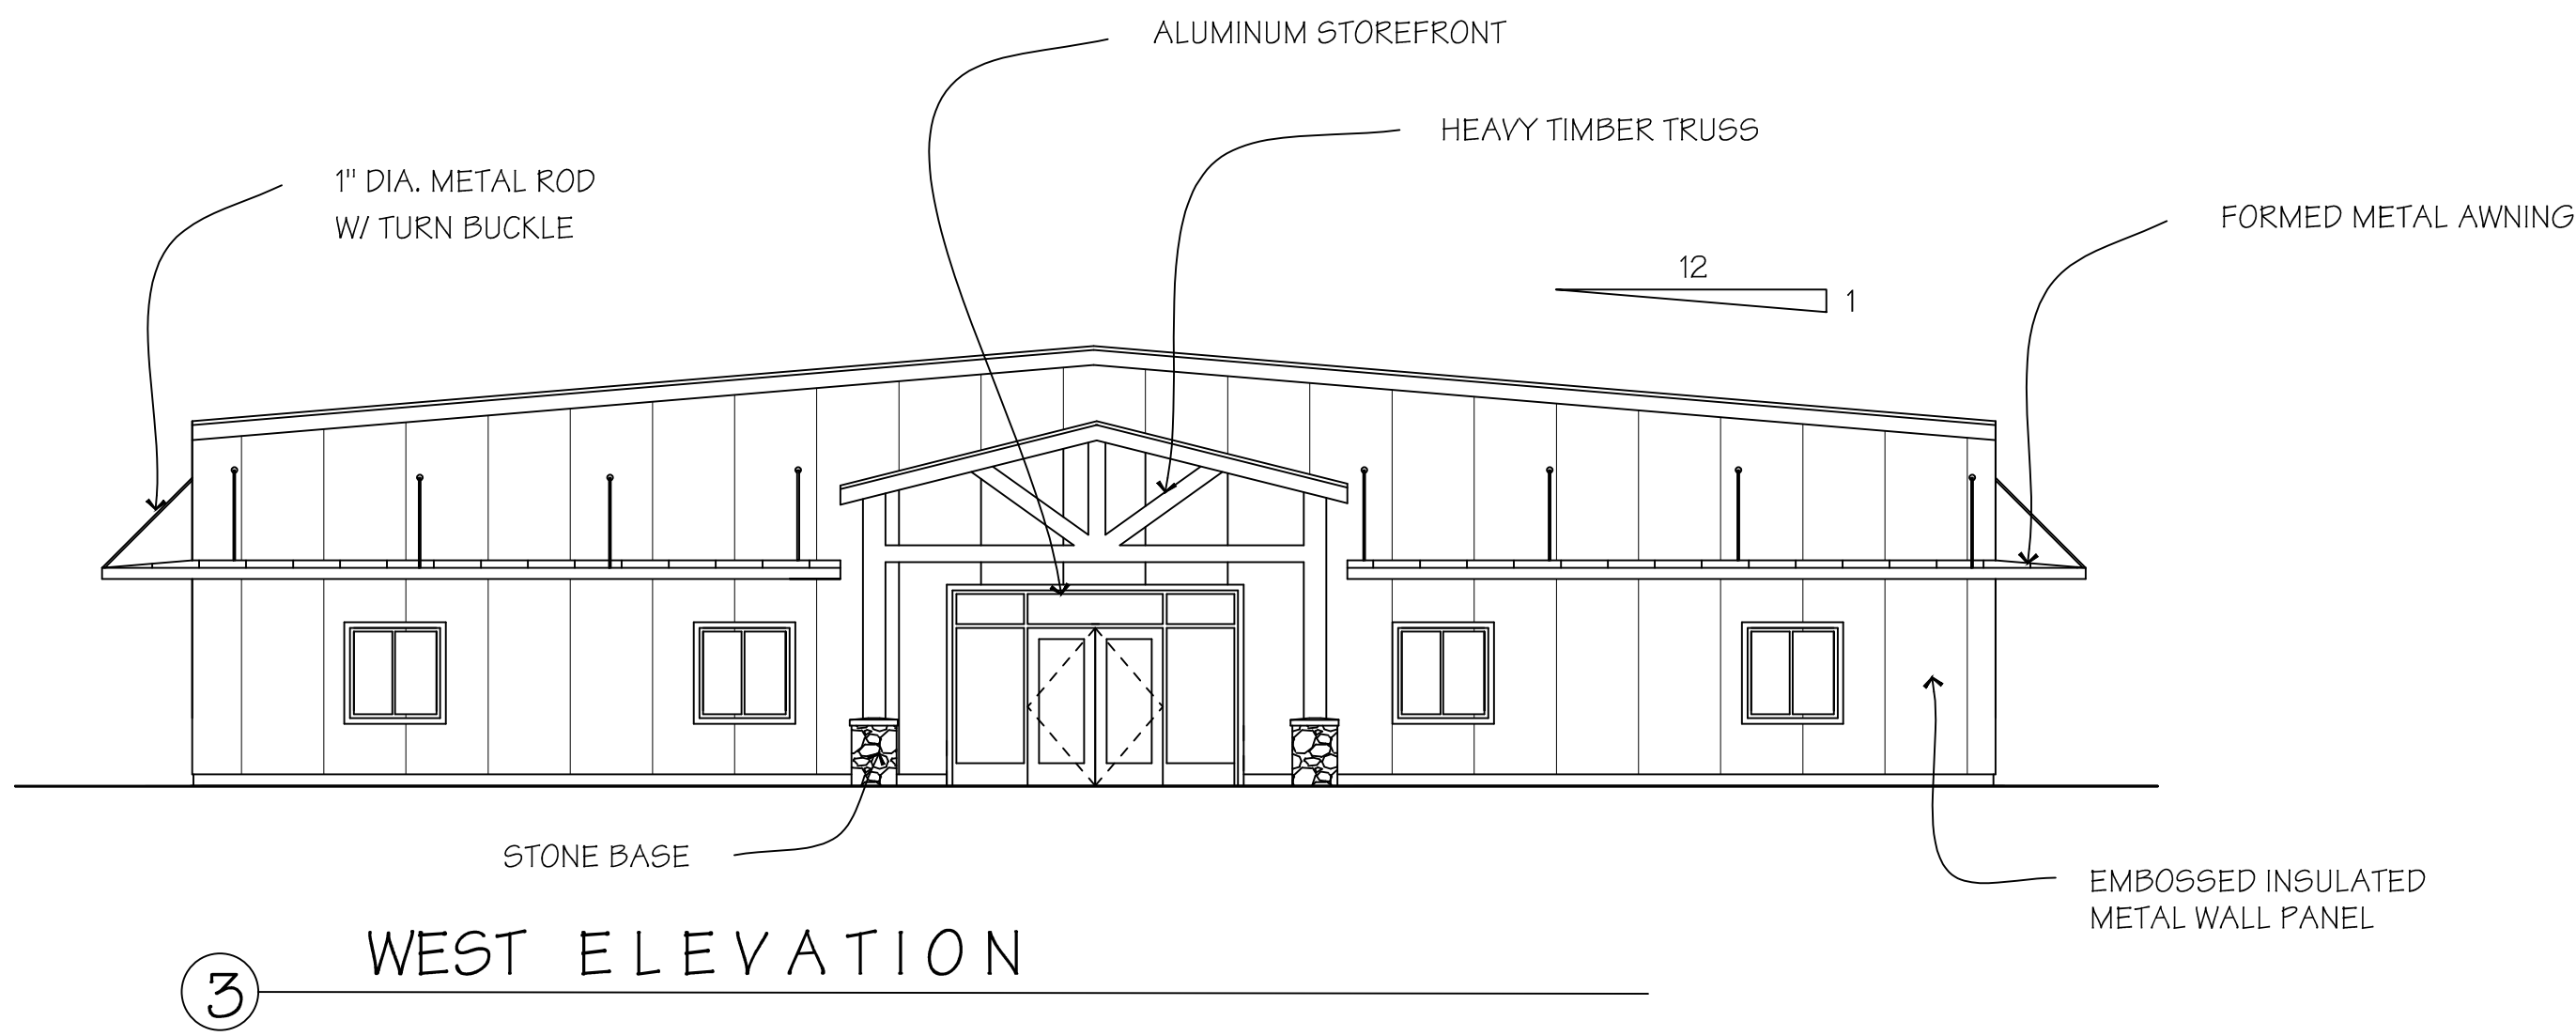 ALUMINUM STOREFRONT
HEAVY TIMBER TRUSS
1" DIA. METAL ROD
W/ TURN BUCKLE
FORMED METAL AWNING
12
1
STONE BASE
EMBOSSED INSULATED
METAL WALL PANEL
WEST ELEVATION
3